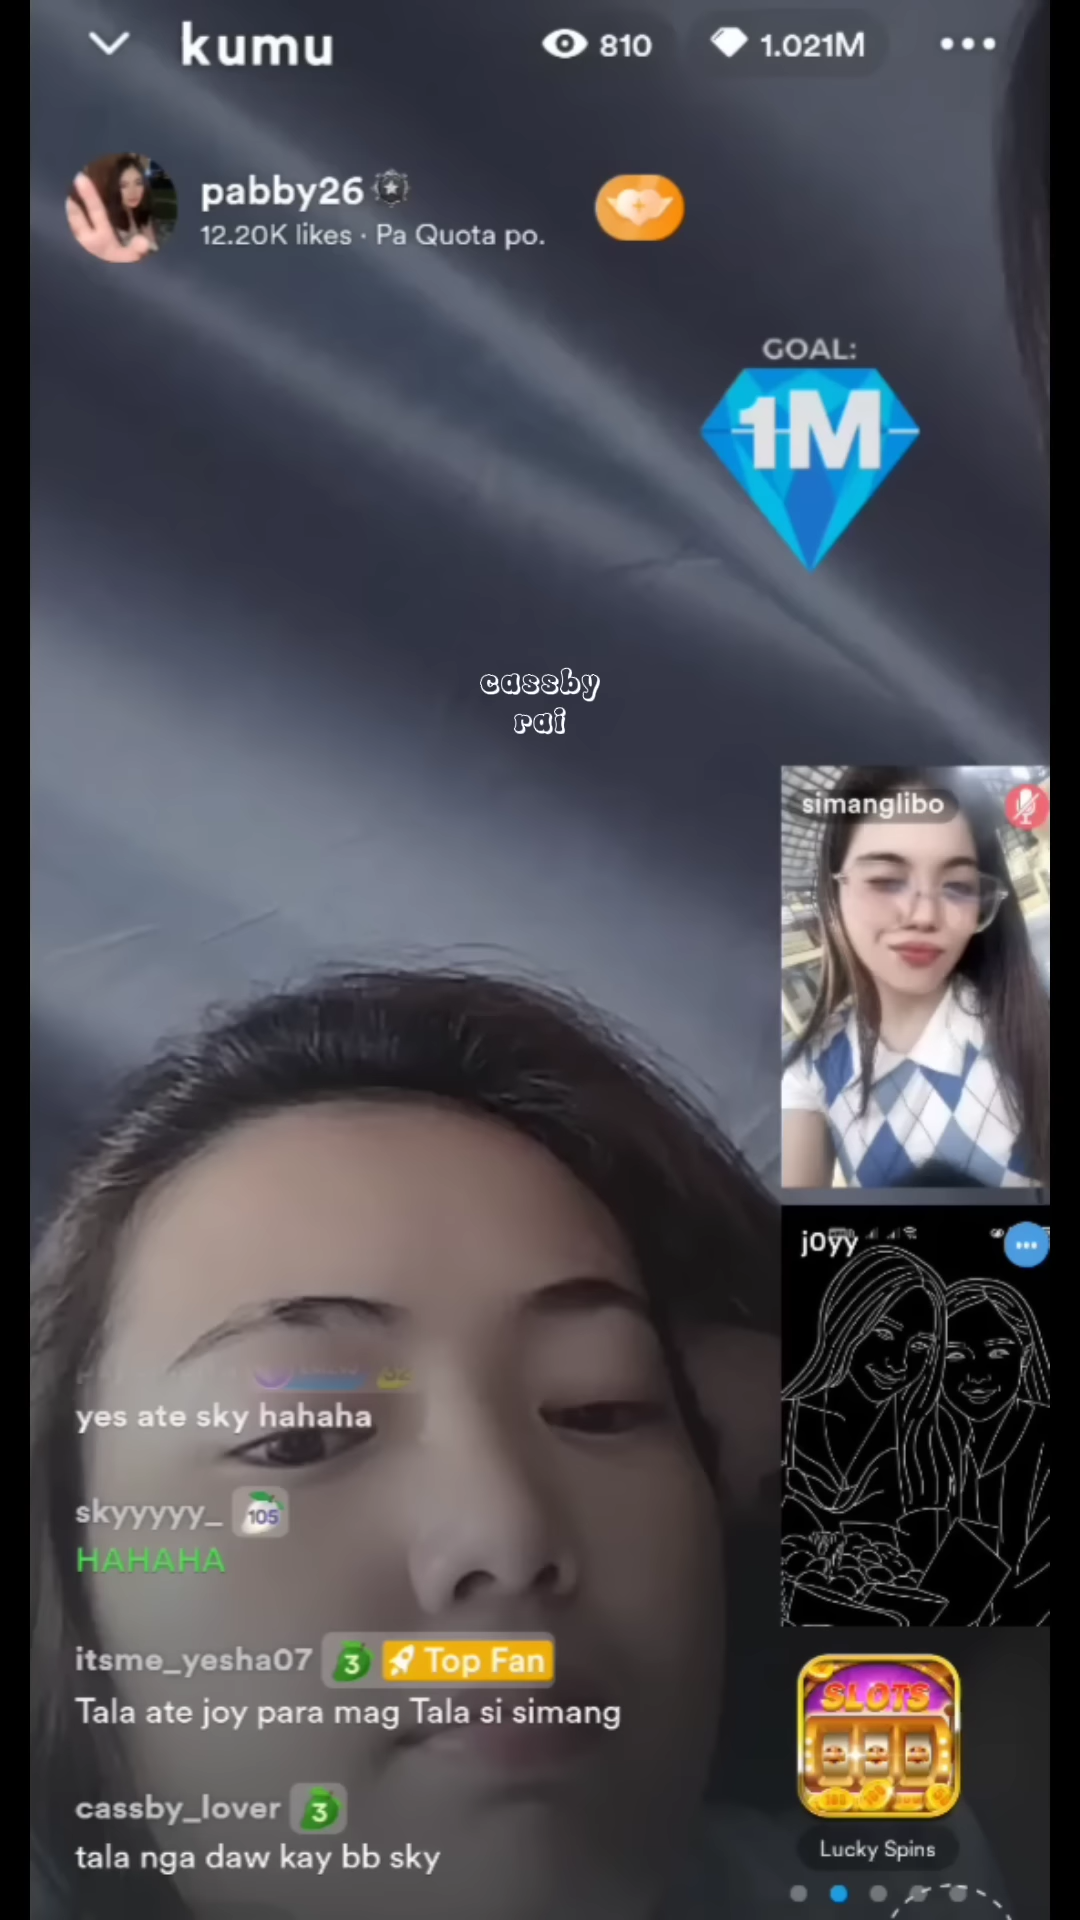 kumu
810
1.021M
pabby26
12.20K likes · Pa Quota po.
GOAL:
1M
cassby
rai
simanglibo
j0yy
yes ate sky hahaha
skyyyyy_ 105
HAHAHA
itsme_yesha07 3 Top Fan
Tala ate joy para mag Tala si simang
cassby_lover 3
tala nga daw kay bb sky
SLOTS
Lucky Spins